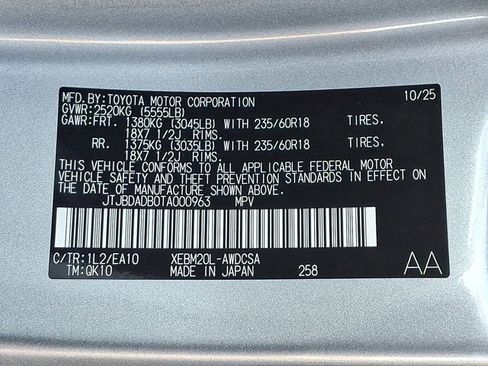 MFD.BY:TOYOTA MOTOR CORPORATION 10/25
GVWR:2520KG (5555LB)
GAWR:FRT. 1380KG (3045LB) WITH 235/60R18 TIRES.
18X7 1/2J RIMS.
RR. 1375KG (3035LB) WITH 235/60R18 TIRES.
18X7 1/2J RIMS.
THIS VEHICLE CONFORMS TO ALL APPLICABLE FEDERAL MOTOR
VEHICLE SAFETY AND THEFT PREVENTION STANDARDS IN EFFECT
ON THE DATE OF MANUFACTURE SHOWN ABOVE.
JTJBDADB0TA000963 MPV
C/TR:1L2/EA10 XEBM20L-AWDCSA
TM:QK10 MADE IN JAPAN 258 AA